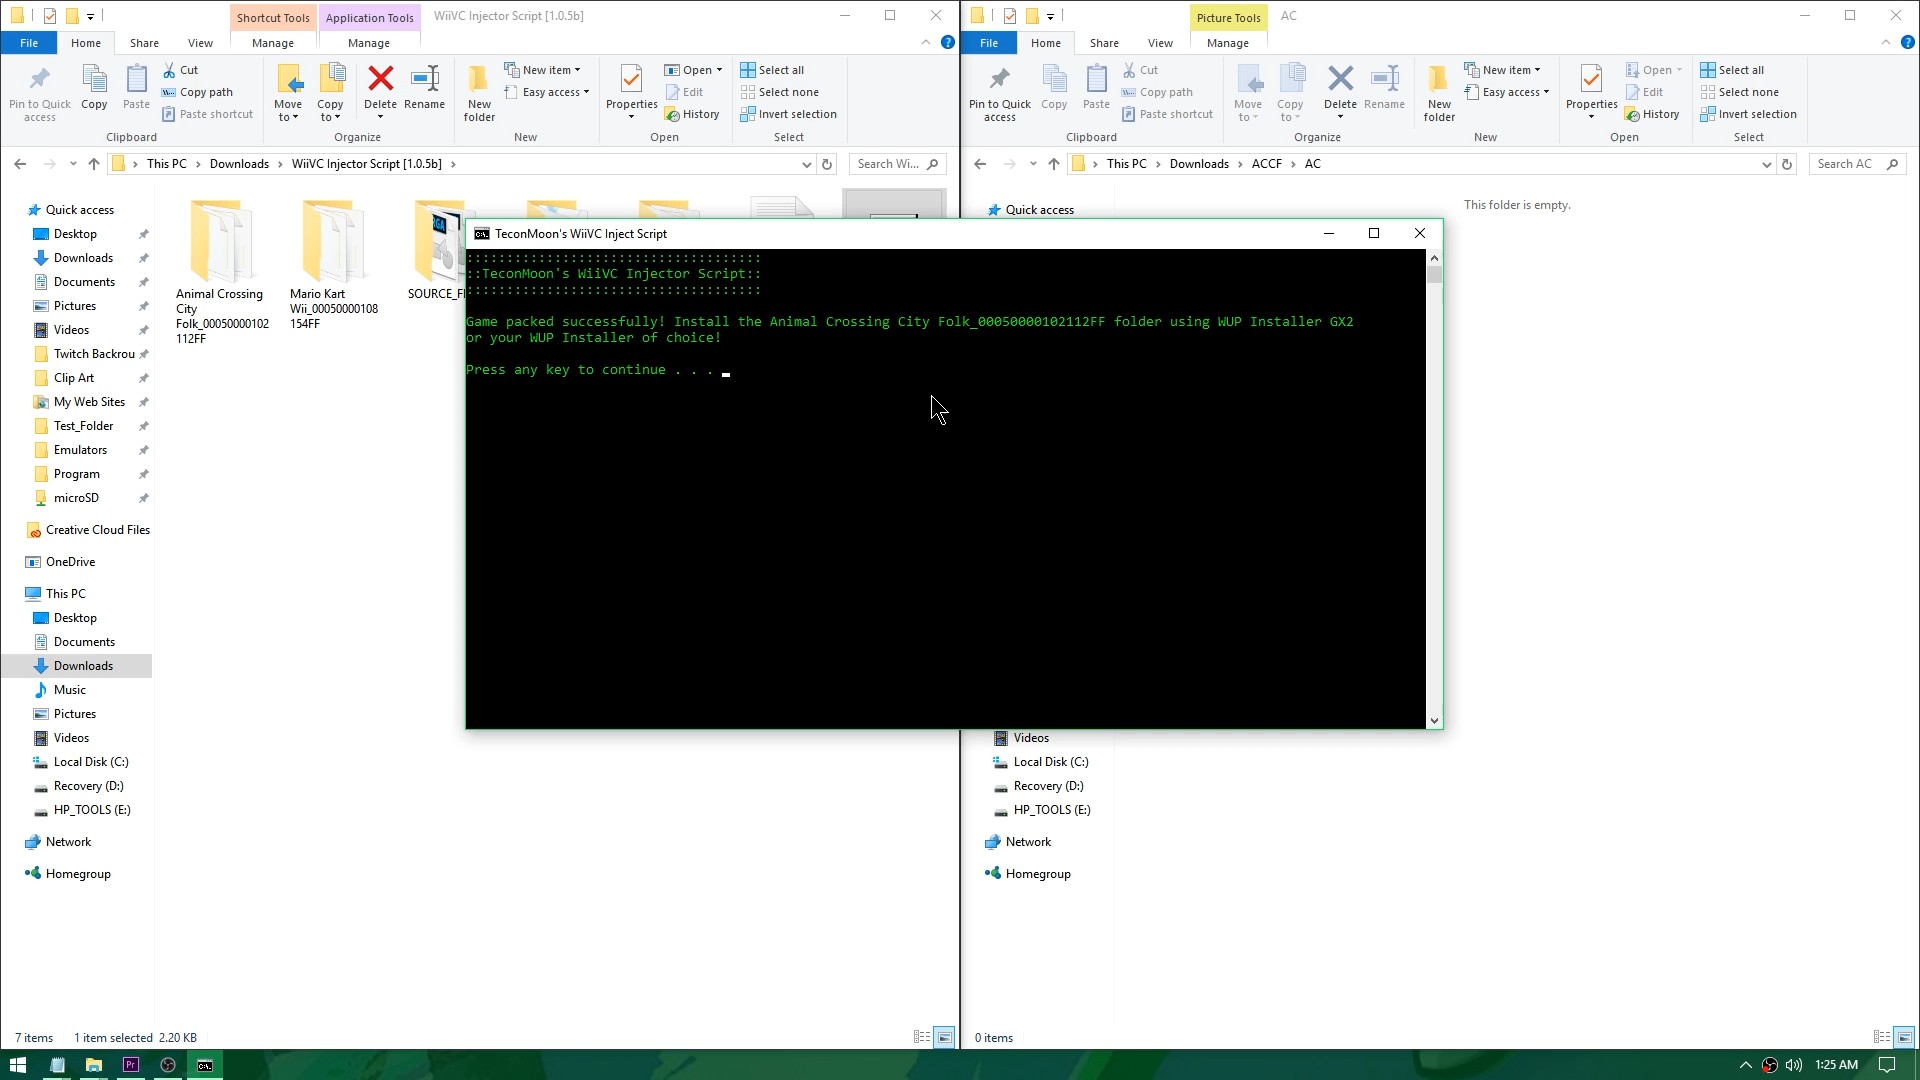 Shortcut Tools
Application Tools
WiiVC Injector Script [1.0.5b]
File
Home
Share
View
Manage
Manage
Pin to Quick access
Copy
Paste
Cut
Copy path
Paste shortcut
Clipboard
Move to
Copy to
Delete
Rename
Organize
New folder
New item
Easy access
New
Properties
Open
Edit
History
Open
Select all
Select none
Invert selection
Select
This PC
Downloads
WiiVC Injector Script [1.0.5b]
Search Wi...
Quick access
Desktop
Downloads
Documents
Pictures
Videos
Twitch Backrou
Clip Art
My Web Sites
Test_Folder
Emulators
Program
microSD
Creative Cloud Files
OneDrive
This PC
Desktop
Documents
Downloads
Music
Pictures
Videos
Local Disk (C:)
Recovery (D:)
HP_TOOLS (E:)
Network
Homegroup
Animal Crossing
City
Folk_00050000102
112FF
Mario Kart
Wii_00050000108
154FF
7 items
1 item selected 2.20 KB
Picture Tools
AC
File
Home
Share
View
Manage
Pin to Quick access
Copy
Paste
Cut
Copy path
Paste shortcut
Clipboard
Move to
Copy to
Delete
Rename
Organize
New folder
New item
Easy access
New
Properties
Open
Edit
History
Open
Select all
Select none
Invert selection
Select
This PC
Downloads
ACCF
AC
Search AC
Quick access
This folder is empty.
Videos
Local Disk (C:)
Recovery (D:)
HP_TOOLS (E:)
Network
Homegroup
0 items
TeconMoon's WiiVC Inject Script
:::::::::::::::::::::::::::::::::::::
::TeconMoon's WiiVC Injector Script::
:::::::::::::::::::::::::::::::::::::
Game packed successfully! Install the Animal Crossing City Folk_00050000102112FF folder using WUP Installer GX2
or your WUP Installer of choice!
Press any key to continue . . .
Pr
1:25 AM